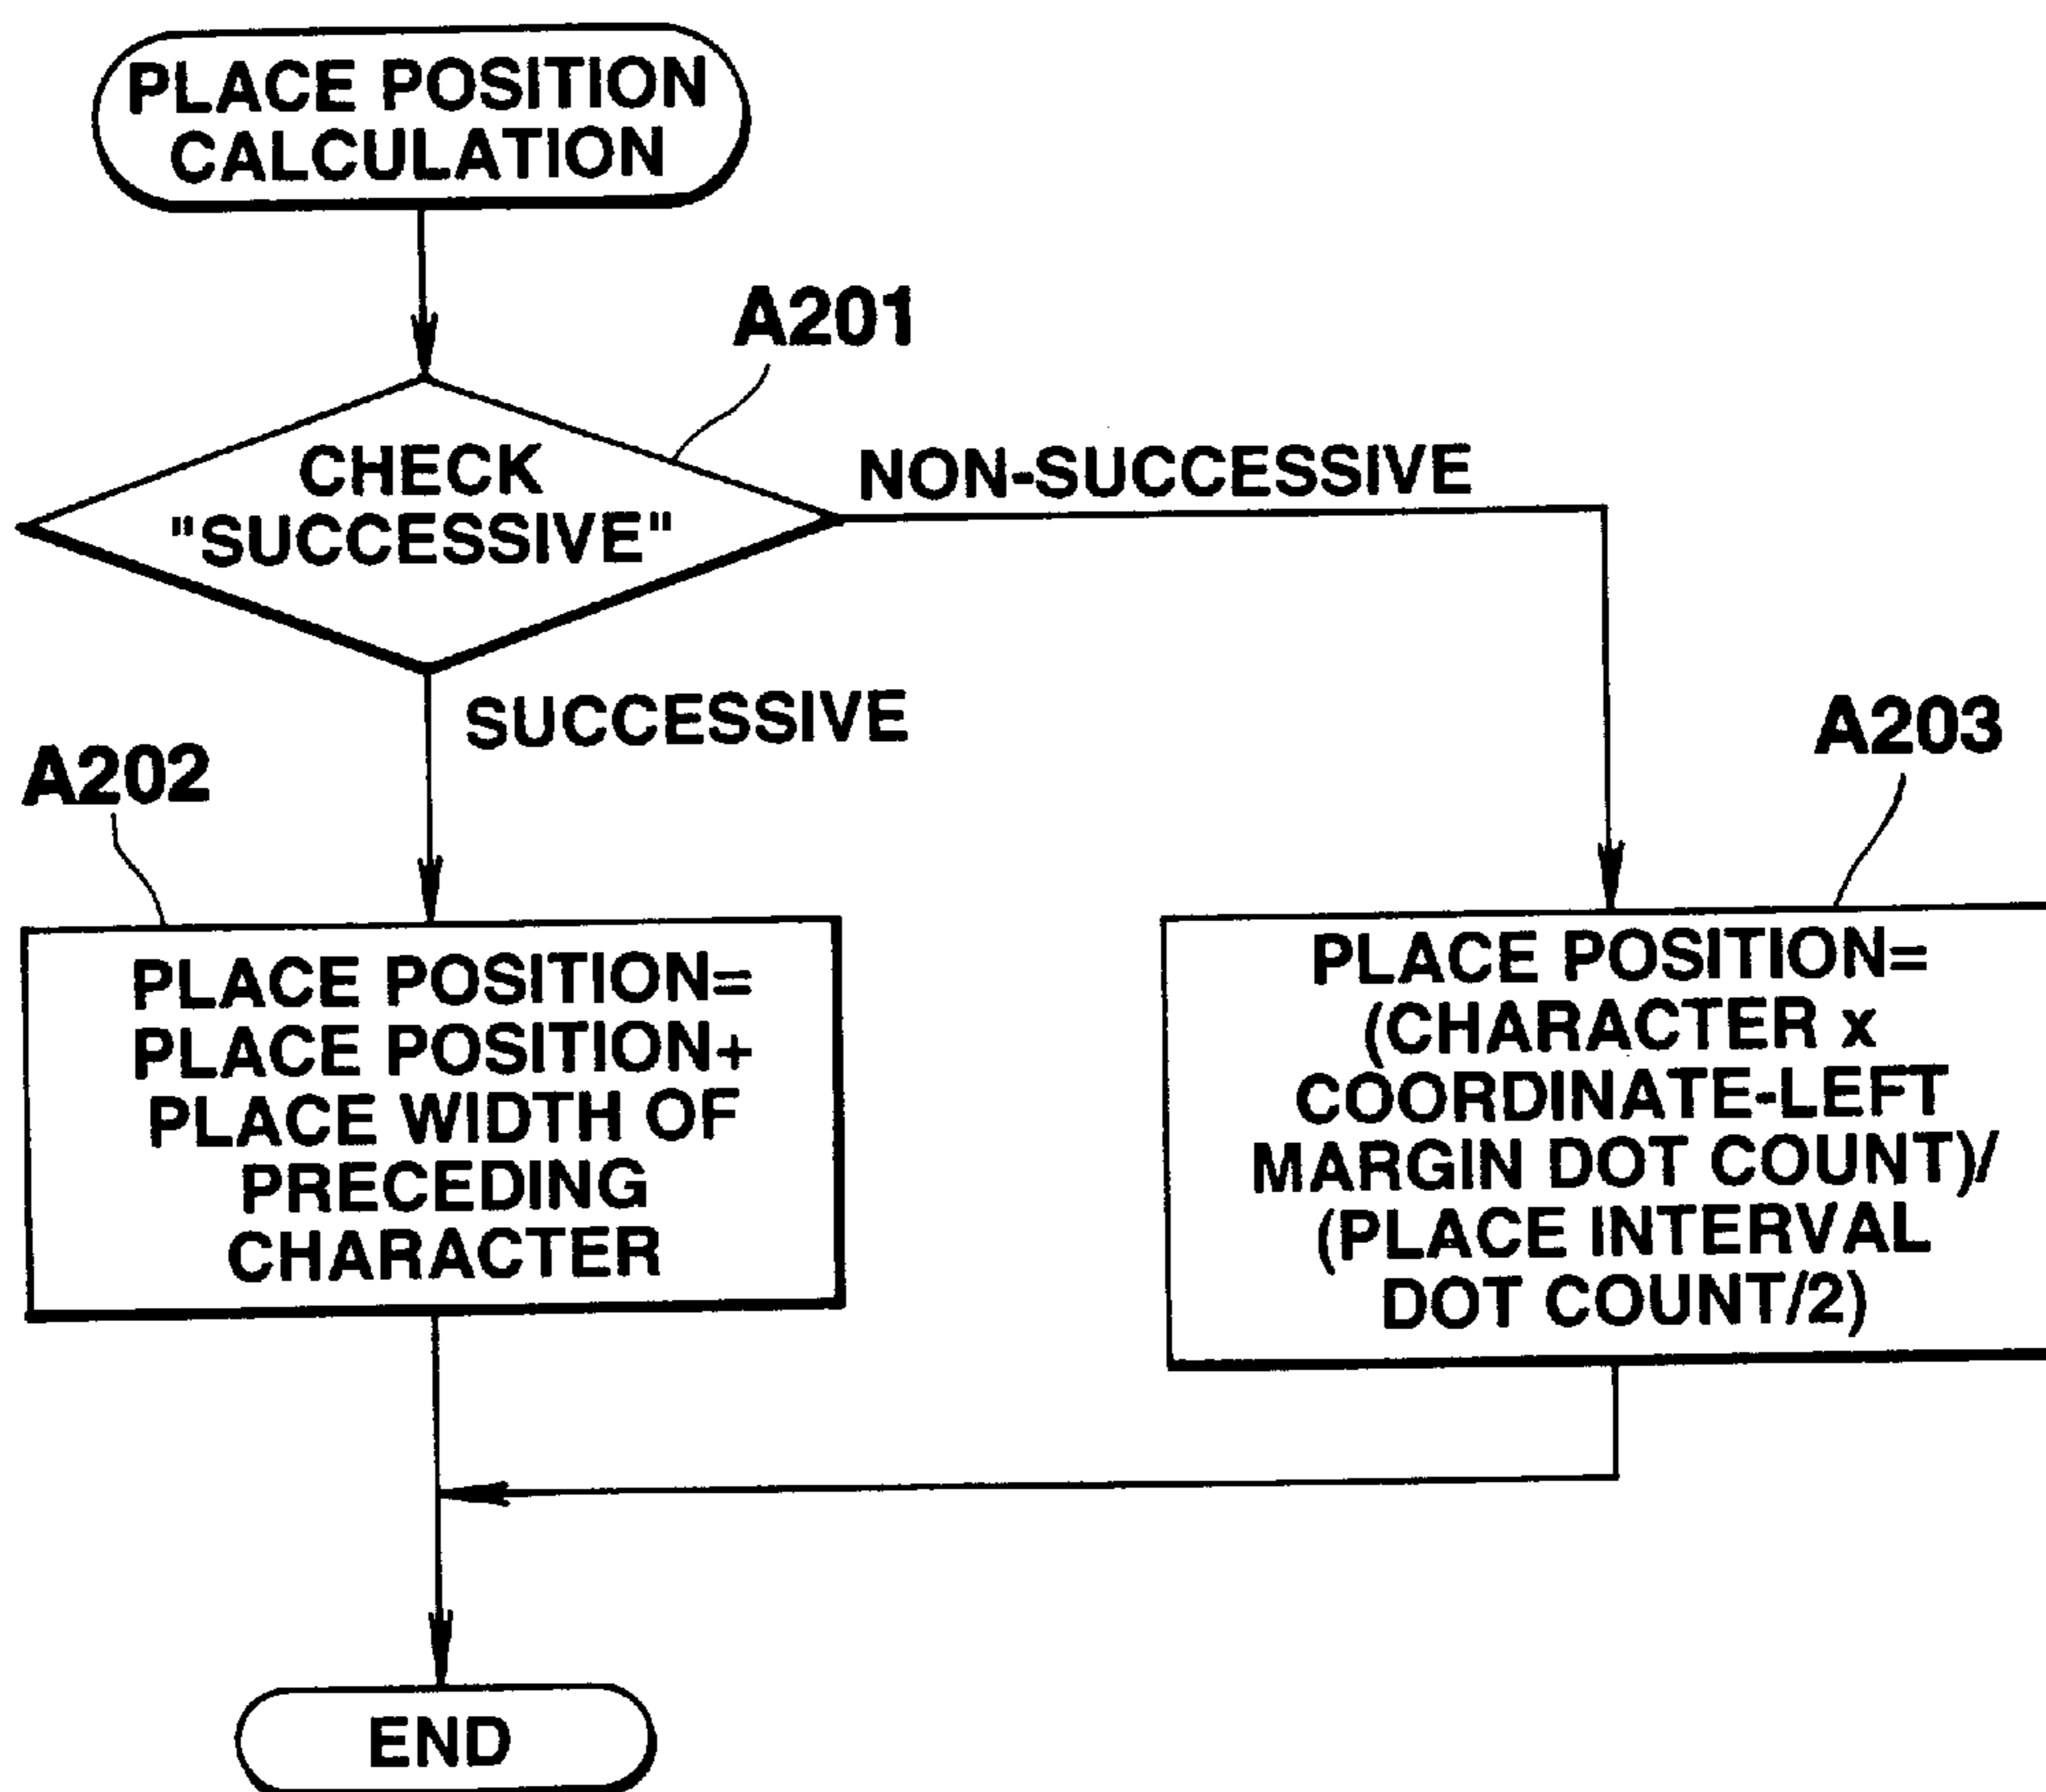 PLACE POSITION
CALCULATION
A201
CHECK
"SUCCESSIVE"
NON-SUCCESSIVE
SUCCESSIVE
A202
A203
PLACE POSITION=
PLACE POSITION+
PLACE WIDTH OF
PRECEDING
CHARACTER
PLACE POSITION=
(CHARACTER x
COORDINATE-LEFT
MARGIN DOT COUNT)/
(PLACE INTERVAL
DOT COUNT/2)
END